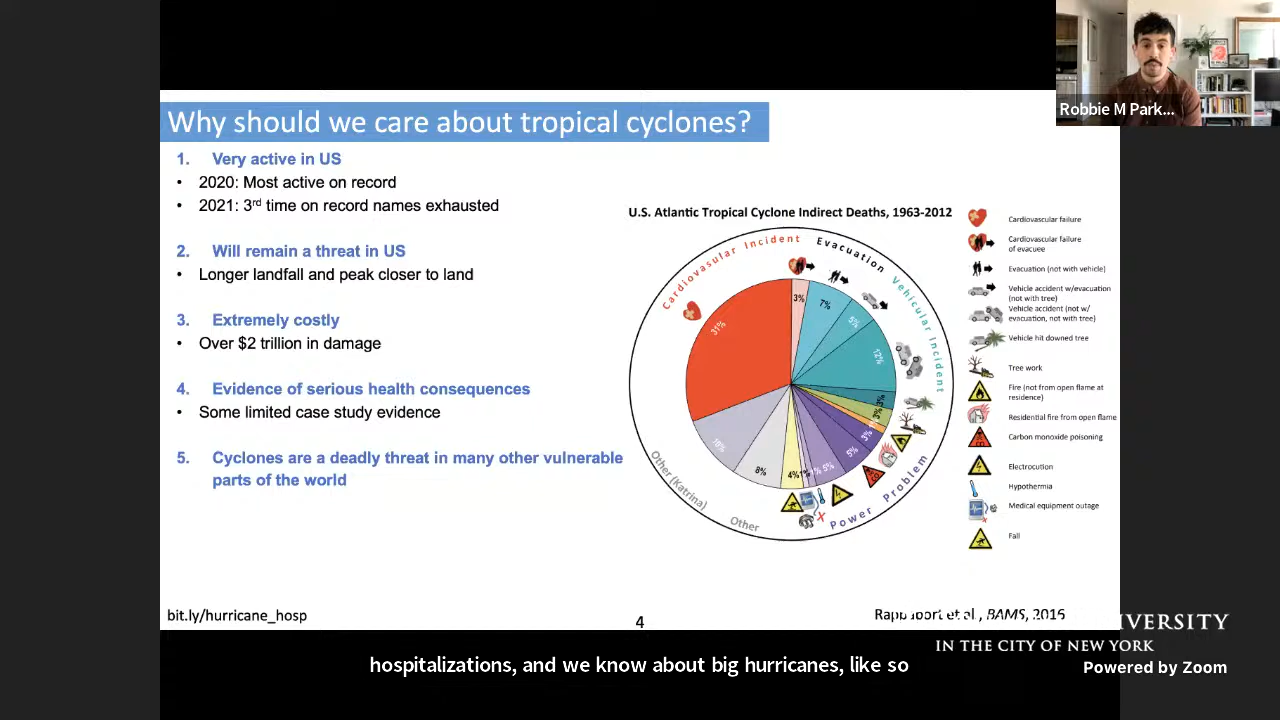 Robbie M Park...
Why should we care about tropical cyclones?
1. Very active in US
• 2020: Most active on record
• 2021: 3rd time on record names exhausted
2. Will remain a threat in US
• Longer landfall and peak closer to land
3. Extremely costly
• Over $2 trillion in damage
4. Evidence of serious health consequences
• Some limited case study evidence
5. Cyclones are a deadly threat in many other vulnerable
parts of the world
U.S. Atlantic Tropical Cyclone Indirect Deaths, 1963-2012
Cardiovascular Incident
Evacuation
Vehicular Incident
Power Problem
Other
Other (Katrina)
31%
3%
7%
5%
12%
3%
3%
3%
5%
5%
1%
4%
8%
Cardiovascular failure
Cardiovascular failure
of evacuee
Evacuation (not with vehicle)
Vehicle accident w/evacuation
(not with tree)
Vehicle accident (not w/
evacuation, not with tree)
Vehicle hit downed tree
Tree work
Fire (not from open flame at
residence)
Residential fire from open flame
Carbon monoxide poisoning
Electrocution
Hypothermia
Medical equipment outage
Fall
bit.ly/hurricane_hosp
4
Rappaport et al., BAMS, 2016
IVERSITY
IN THE CITY OF NEW YORK
hospitalizations, and we know about big hurricanes, like so
Powered by Zoom